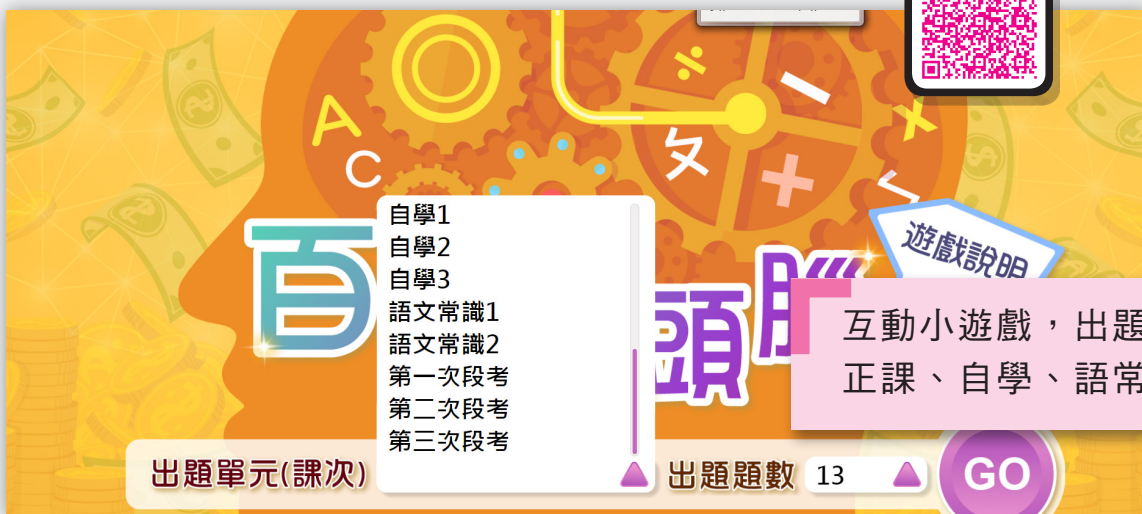 A
C
ㄆ
百
頭
腦
自學1
自學2
自學3
語文常識1
語文常識2
第一次段考
第二次段考
第三次段考
遊戲說明
互動小遊戲，出題
正課、自學、語常
出題單元(課次)
出題題數 13
GO